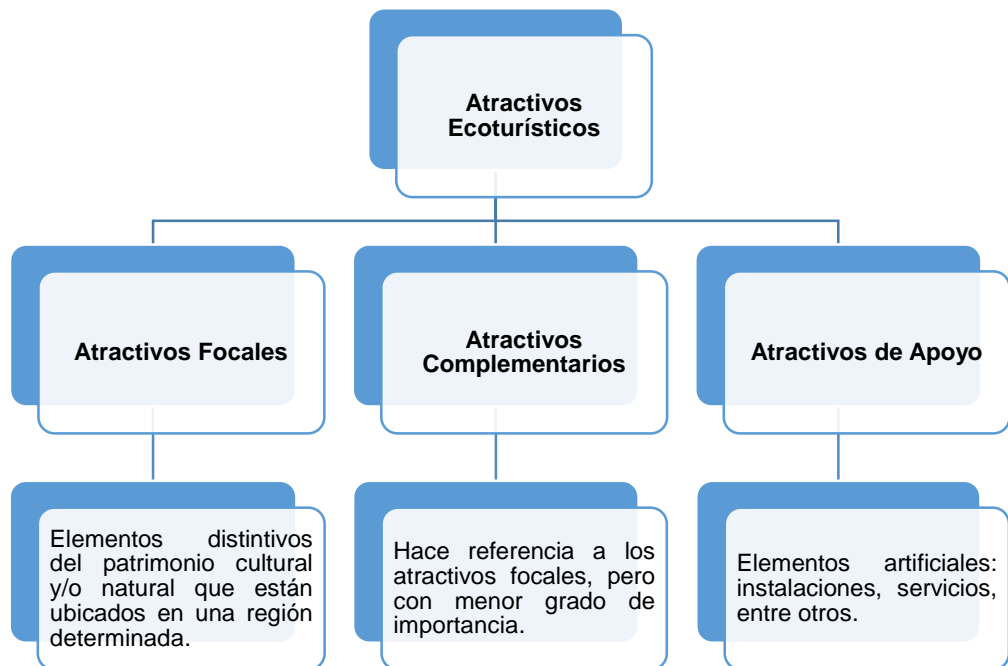 Atractivos
Ecoturísticos
Atractivos Focales
Atractivos
Complementarios
Atractivos de Apoyo
Elementos distintivos
del patrimonio cultural
y/o natural que están
ubicados en una región
determinada.
Hace referencia a los
atractivos focales, pero
con menor grado de
importancia.
Elementos artificiales:
instalaciones, servicios,
entre otros.